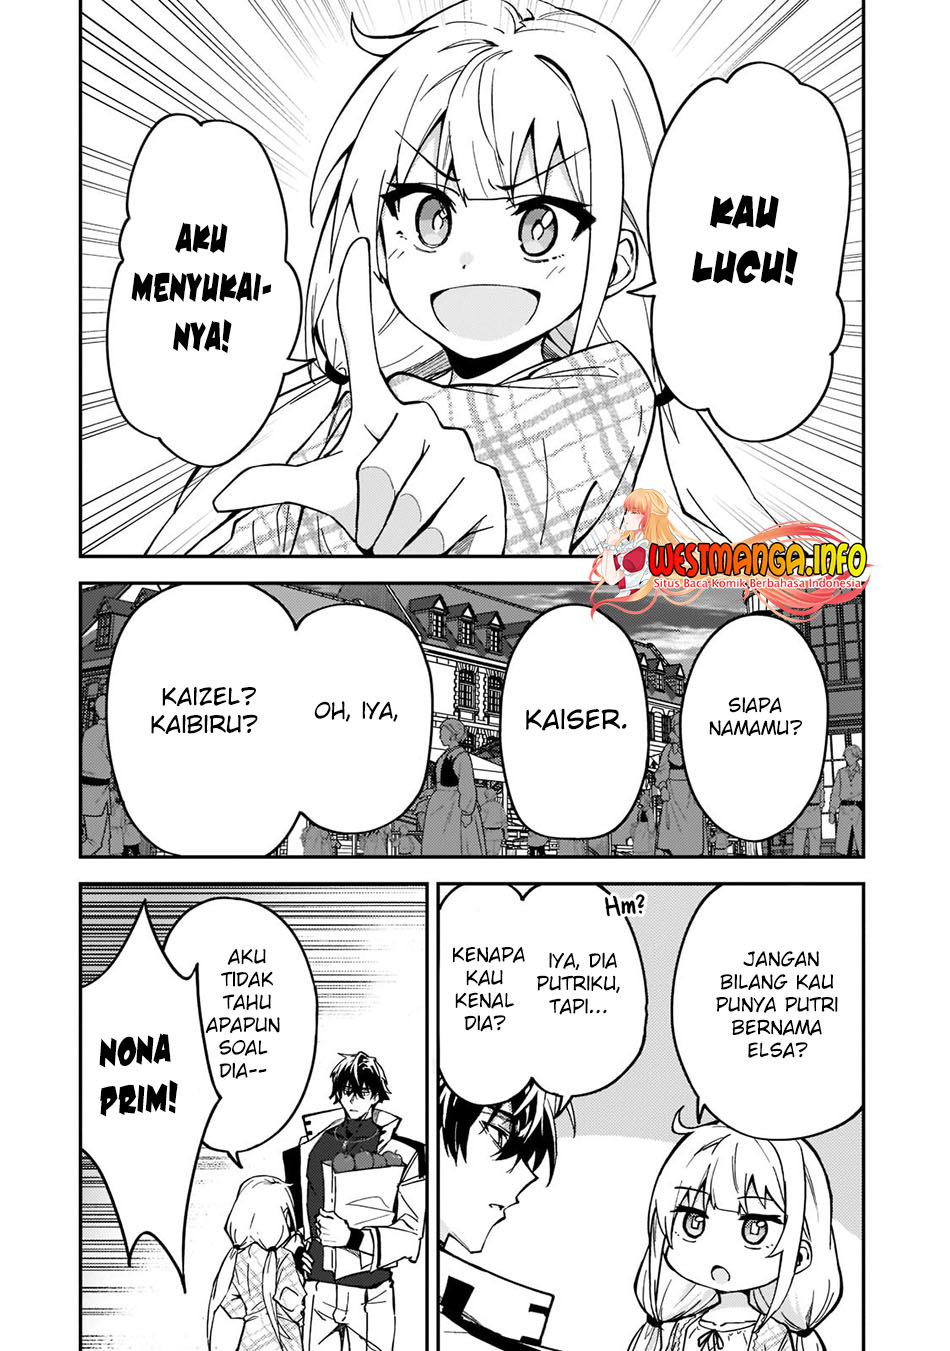 KAU
LUCU!
AKU
MENYUKAI-
NYA!
WESTMANGA.INFO
Situs Baca Komik Berbahasa Indonesia
SIAPA
NAMAMU?
KAISER.
OH, IYA,
KAIZEL?
KAIBIRU?
JANGAN
BILANG KAU
PUNYA PUTRI
BERNAMA
ELSA?
Hm?
IYA, DIA
PUTRIKU,
TAPI...
KENAPA
KAU
KENAL
DIA?
AKU
TIDAK
TAHU
APAPUN
SOAL
DIA--
NONA
PRIM!